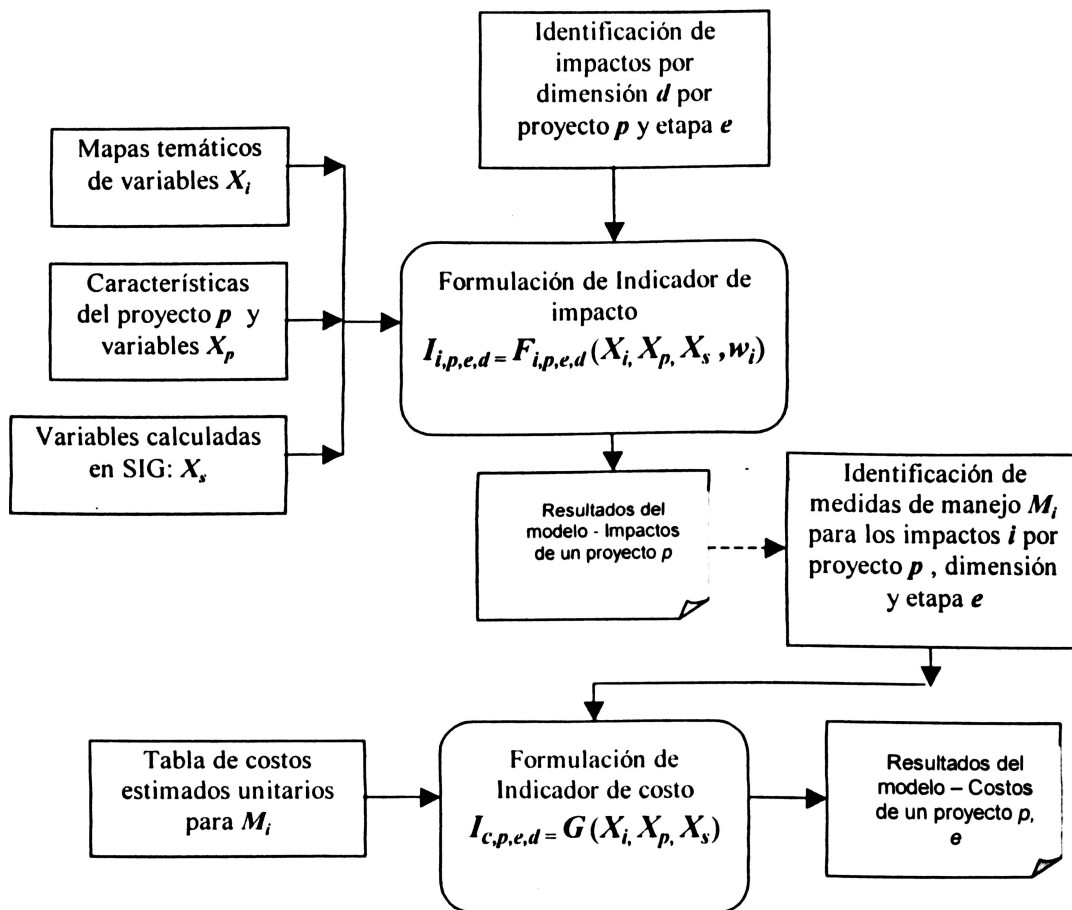 Identificación de
impactos por
dimensión d por
proyecto p y etapa e
Mapas temáticos
de variables Xi
Características
del proyecto p y
variables Xp
Variables calculadas
en SIG: Xs
Formulación de Indicador de
impacto
Ii,p,e,d = Fi,p,e,d (Xi, Xp, Xs ,wi)
Resultados del
modelo - Impactos
de un proyecto p
Identificación de
medidas de manejo Mi
para los impactos i por
proyecto p , dimensión
y etapa e
Tabla de costos
estimados unitarios
para Mi
Formulación de
Indicador de costo
Ic,p,e,d = G (Xi, Xp, Xs)
Resultados del
modelo – Costos
de un proyecto p,
e